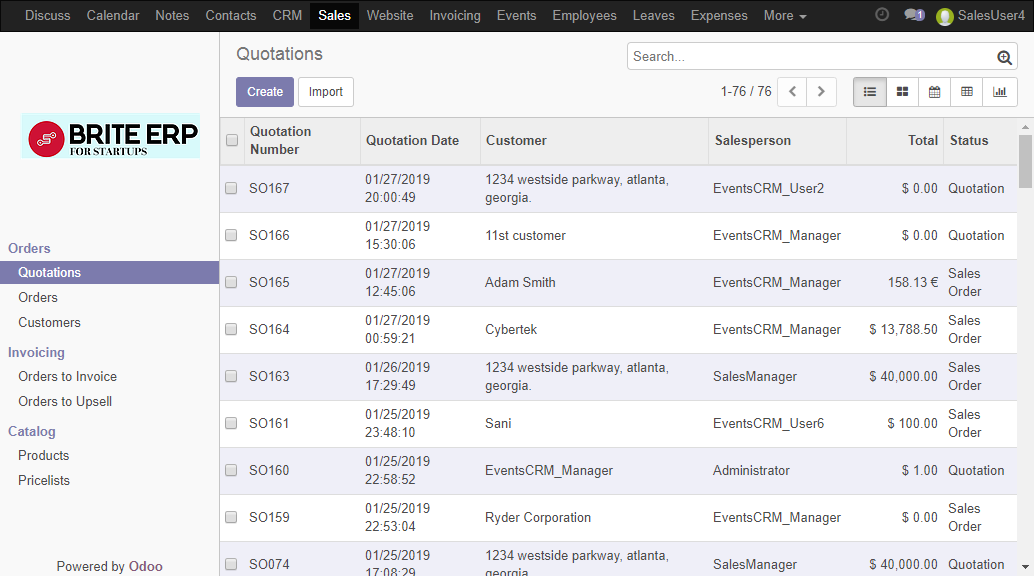 Discuss Calendar Notes Contacts CRM Sales Website Invoicing Events Employees Leaves Expenses More 1 SalesUser4
BRITE ERP
FOR STARTUPS
Orders
Quotations
Orders
Customers
Invoicing
Orders to Invoice
Orders to Upsell
Catalog
Products
Pricelists
Powered by Odoo
Quotations
Search...
Create Import 1-76 / 76
Quotation Number Quotation Date Customer Salesperson Total Status
SO167 01/27/2019 20:00:49 1234 westside parkway, atlanta, georgia. EventsCRM_User2 $ 0.00 Quotation
SO166 01/27/2019 15:30:06 11st customer EventsCRM_Manager $ 0.00 Quotation
SO165 01/27/2019 12:45:06 Adam Smith EventsCRM_Manager 158.13 € Sales Order
SO164 01/27/2019 00:59:21 Cybertek EventsCRM_Manager $ 13,788.50 Sales Order
SO163 01/26/2019 17:29:49 1234 westside parkway, atlanta, georgia. SalesManager $ 40,000.00 Sales Order
SO161 01/25/2019 23:48:10 Sani EventsCRM_User6 $ 100.00 Sales Order
SO160 01/25/2019 22:58:52 EventsCRM_Manager Administrator $ 1.00 Quotation
SO159 01/25/2019 22:53:04 Ryder Corporation EventsCRM_Manager $ 0.00 Sales Order
SO074 01/25/2019 17:08:29 1234 westside parkway, atlanta, georgia. SalesManager $ 40,000.00 Quotation